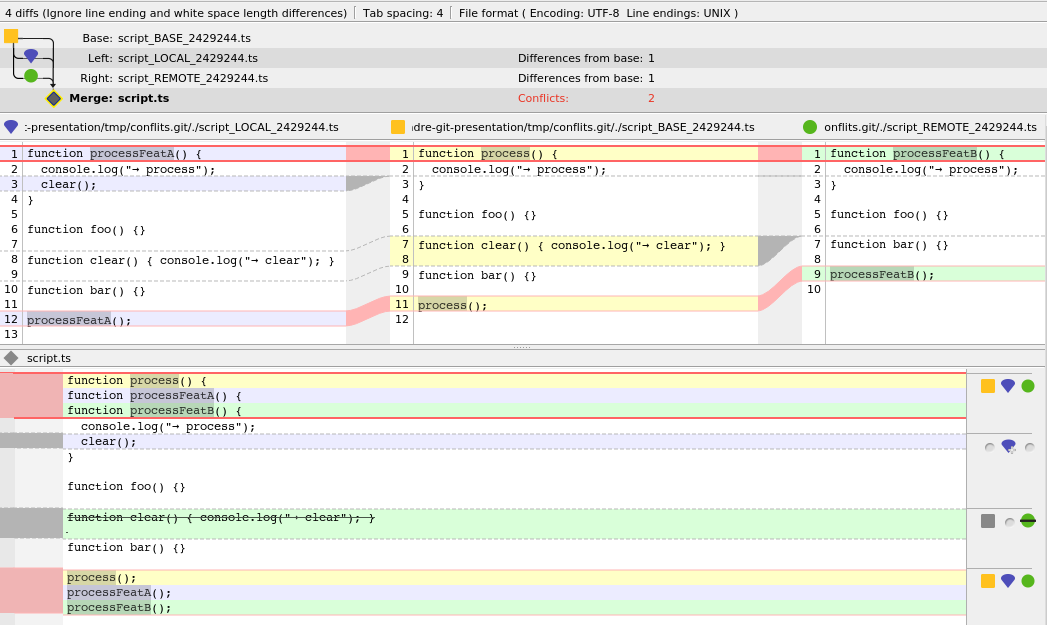 4 diffs (Ignore line ending and white space length differences) | Tab spacing: 4 | File format ( Encoding: UTF-8 Line endings: UNIX )
Base: script_BASE_2429244.ts
Left: script_LOCAL_2429244.ts Differences from base: 1
Right: script_REMOTE_2429244.ts Differences from base: 1
Merge: script.ts Conflicts: 2
:-presentation/tmp/conflits.git/./script_LOCAL_2429244.ts
1 function processFeatA() {
2   console.log("→ process");
3   clear();
4 }
5
6 function foo() {}
7
8 function clear() { console.log("→ clear"); }
9
10 function bar() {}
11
12 processFeatA();
13
dre-git-presentation/tmp/conflits.git/./script_BASE_2429244.ts
1 function process() {
2   console.log("→ process");
3 }
4
5 function foo() {}
6
7 function clear() { console.log("→ clear"); }
8
9 function bar() {}
10
11 process();
12
onflits.git/./script_REMOTE_2429244.ts
1 function processFeatB() {
2   console.log("→ process");
3 }
4
5 function foo() {}
6
7 function bar() {}
8
9 processFeatB();
10
script.ts
function process() {
function processFeatA() {
function processFeatB() {
  console.log("→ process");
  clear();
}
function foo() {}
function clear() { console.log("→ clear"); }
function bar() {}
process();
processFeatA();
processFeatB();